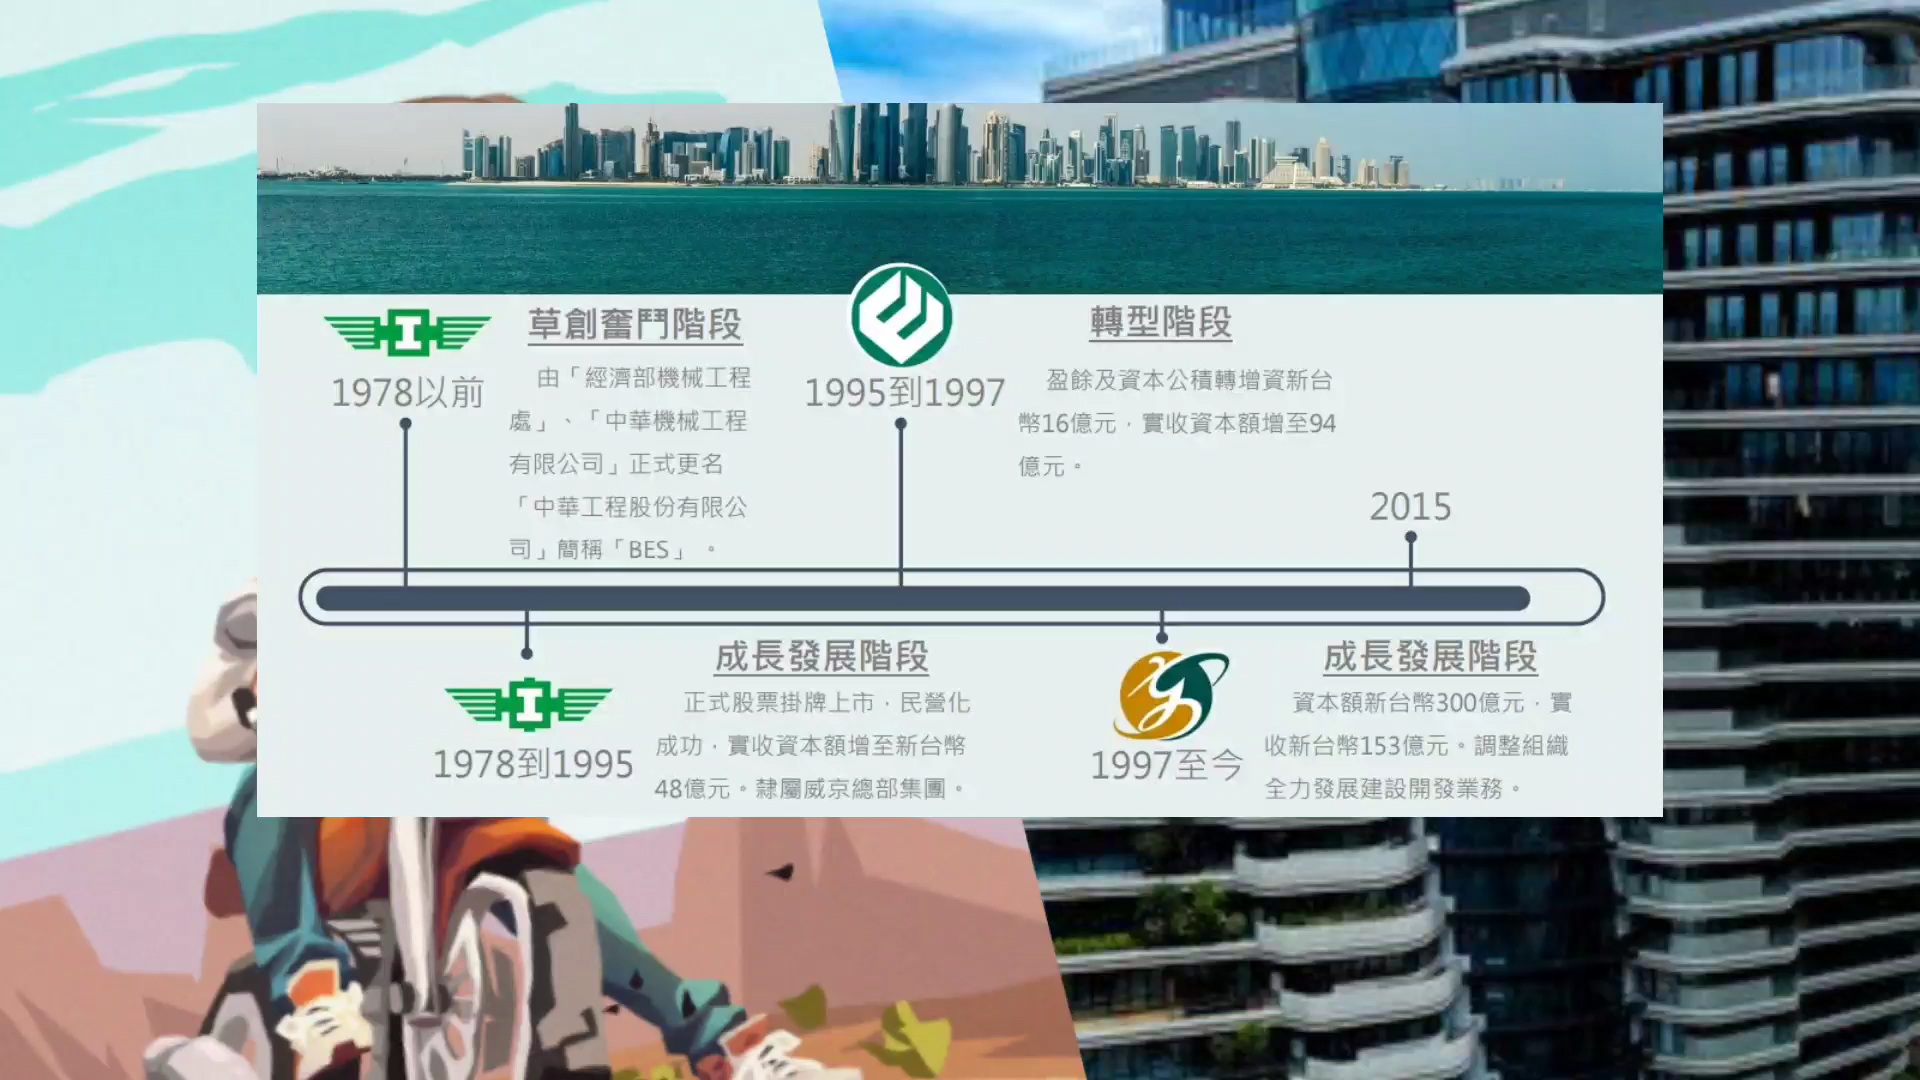 草創奮鬥階段
1978以前
由「經濟部機械工程
處」、「中華機械工程
有限公司」正式更名
「中華工程股份有限公
司」簡稱「BES」 。
1995到1997
轉型階段
盈餘及資本公積轉增資新台
幣16億元，實收資本額增至94
億元。
2015
1978到1995
成長發展階段
正式股票掛牌上市，民營化
成功，實收資本額增至新台幣
48億元。隸屬威京總部集團。
1997至今
成長發展階段
資本額新台幣300億元，實
收新台幣153億元。調整組織
全力發展建設開發業務。